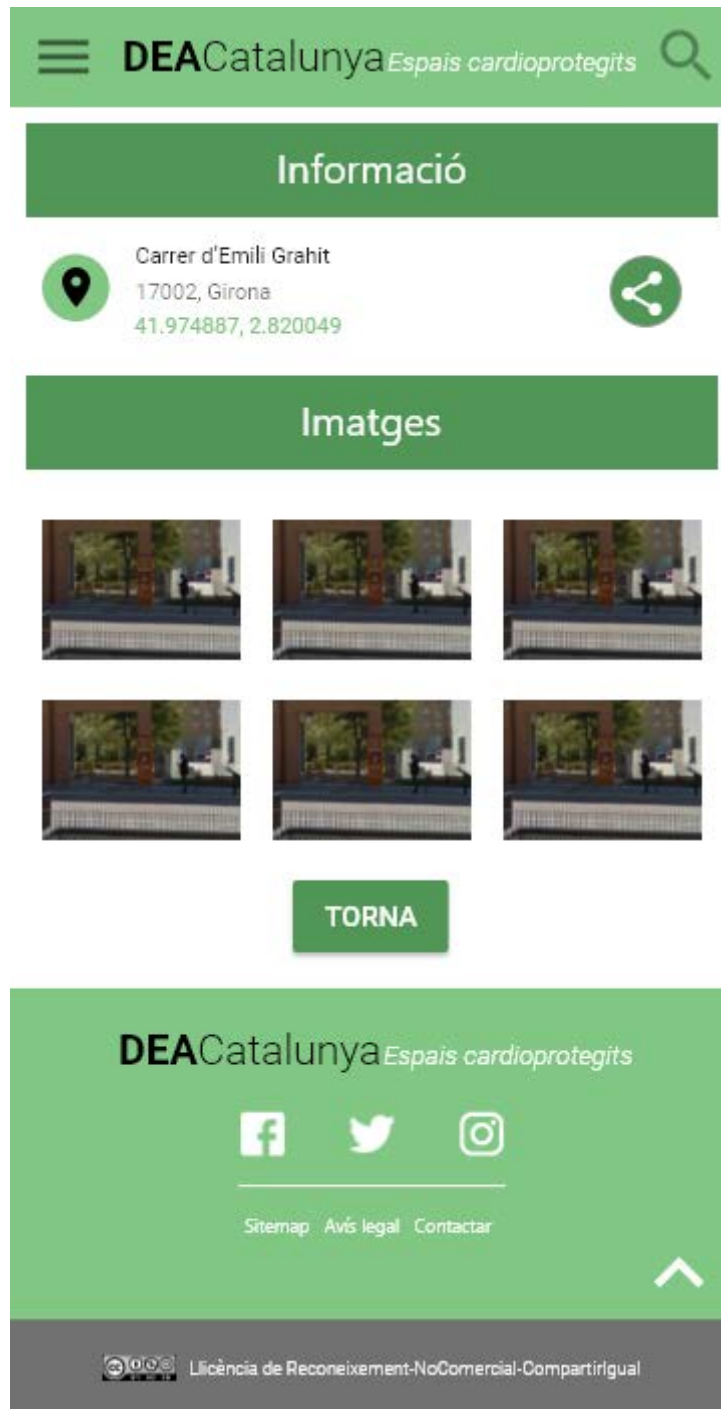 DEACatalunya Espais cardioprotegits
Informació
Carrer d'Emili Grahit
17002, Girona
41.974887, 2.820049
Imatges
TORNA
DEACatalunya Espais cardioprotegits
Sitemap Avís legal Contactar
Llicència de Reconeixement-NoComercial-CompartirIgual